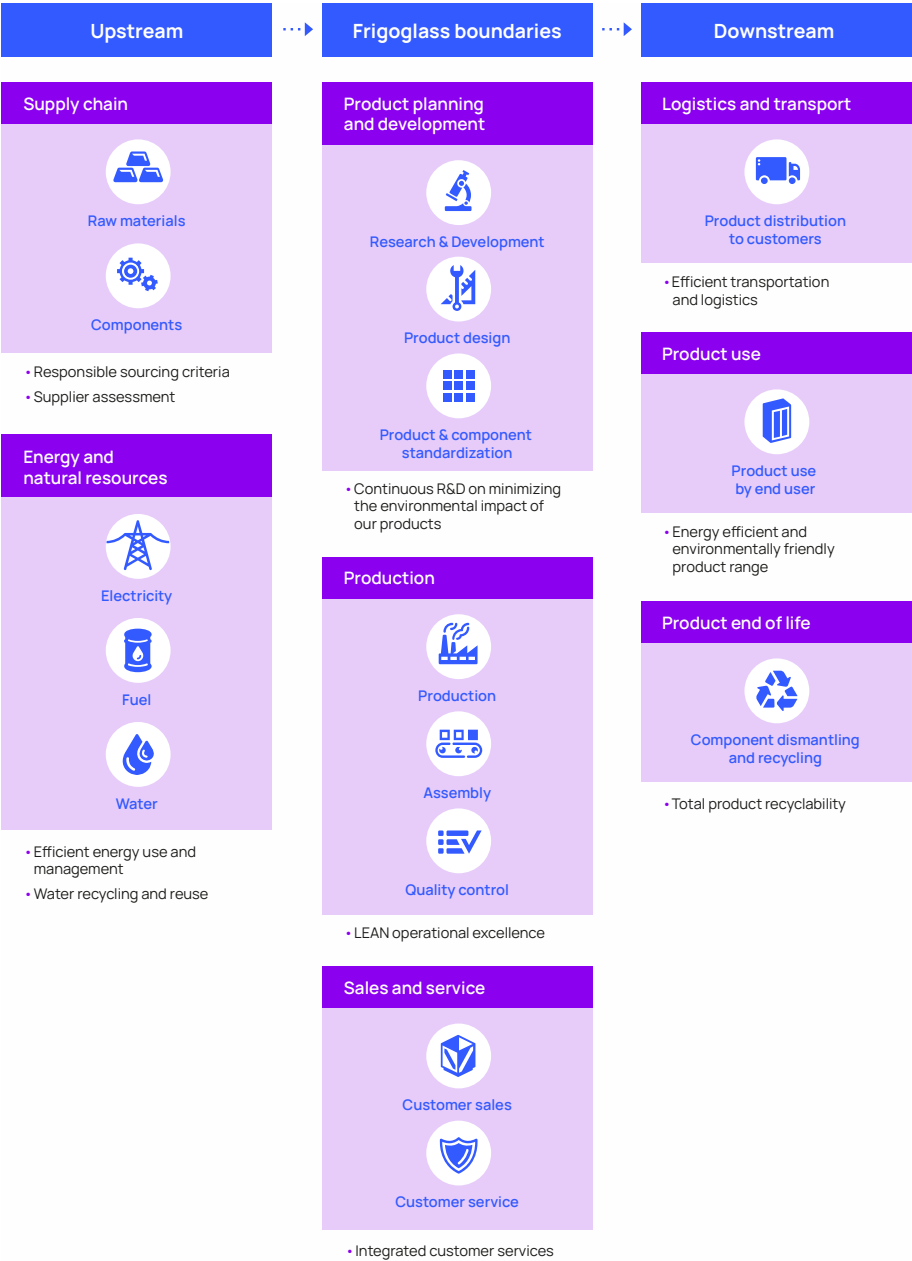 Upstream
Supply chain
Raw materials
Components
• Responsible sourcing criteria
• Supplier assessment
Energy and
natural resources
Electricity
Fuel
Water
• Efficient energy use and
management
• Water recycling and reuse
Frigoglass boundaries
Product planning
and development
Research & Development
Product design
Product & component
standardization
• Continuous R&D on minimizing
the environmental impact of
our products
Production
Production
Assembly
Quality control
• LEAN operational excellence
Sales and service
Customer sales
Customer service
• Integrated customer services
Downstream
Logistics and transport
Product distribution
to customers
• Efficient transportation
and logistics
Product use
Product use
by end user
• Energy efficient and
environmentally friendly
product range
Product end of life
Component dismantling
and recycling
• Total product recyclability